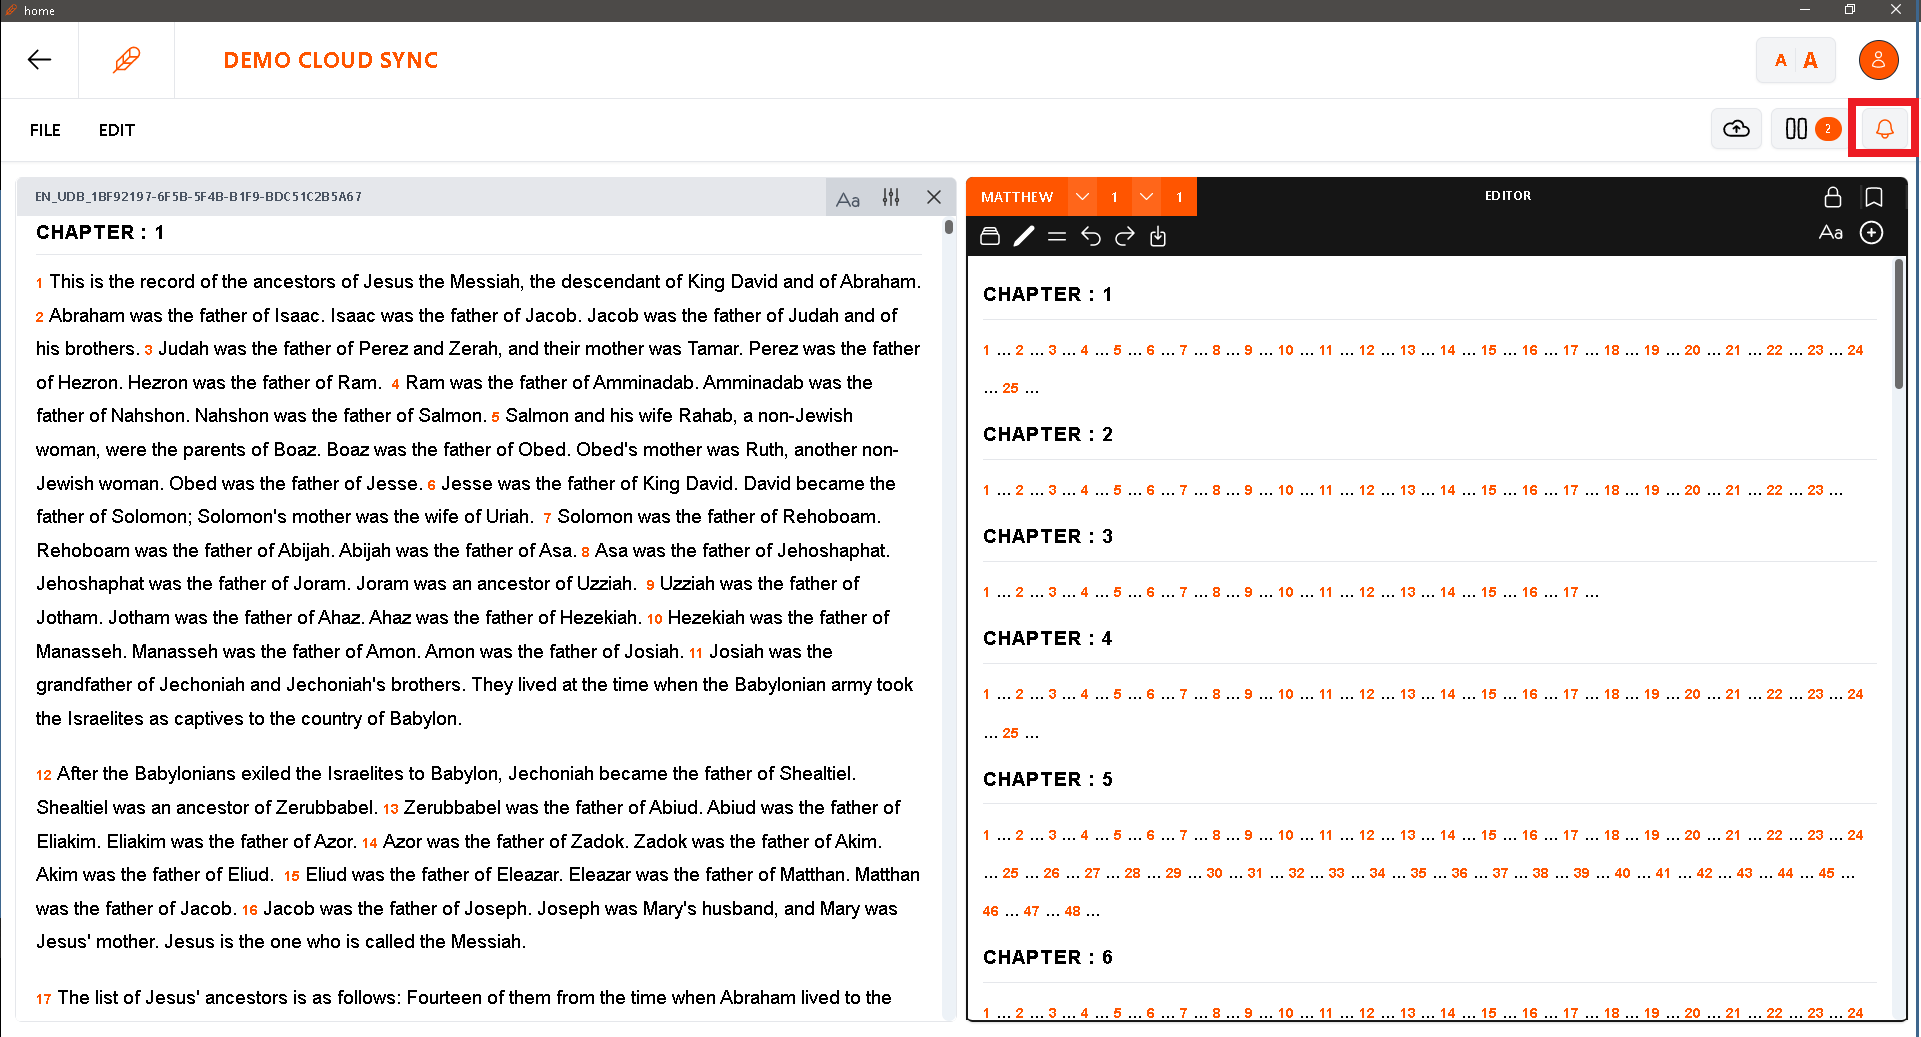 home
DEMO CLOUD SYNC
A A
FILE EDIT
2
EN_UDB_1BF92197-6F5B-5F4B-B1F9-BDC51C2B5A67
Aa
CHAPTER : 1
1 This is the record of the ancestors of Jesus the Messiah, the descendant of King David and of Abraham.
2 Abraham was the father of Isaac. Isaac was the father of Jacob. Jacob was the father of Judah and of
his brothers. 3 Judah was the father of Perez and Zerah, and their mother was Tamar. Perez was the father
of Hezron. Hezron was the father of Ram. 4 Ram was the father of Amminadab. Amminadab was the
father of Nahshon. Nahshon was the father of Salmon. 5 Salmon and his wife Rahab, a non-Jewish
woman, were the parents of Boaz. Boaz was the father of Obed. Obed's mother was Ruth, another non-
Jewish woman. Obed was the father of Jesse. 6 Jesse was the father of King David. David became the
father of Solomon; Solomon's mother was the wife of Uriah. 7 Solomon was the father of Rehoboam.
Rehoboam was the father of Abijah. Abijah was the father of Asa. 8 Asa was the father of Jehoshaphat.
Jehoshaphat was the father of Joram. Joram was an ancestor of Uzziah. 9 Uzziah was the father of
Jotham. Jotham was the father of Ahaz. Ahaz was the father of Hezekiah. 10 Hezekiah was the father of
Manasseh. Manasseh was the father of Amon. Amon was the father of Josiah. 11 Josiah was the
grandfather of Jechoniah and Jechoniah's brothers. They lived at the time when the Babylonian army took
the Israelites as captives to the country of Babylon.
12 After the Babylonians exiled the Israelites to Babylon, Jechoniah became the father of Shealtiel.
Shealtiel was an ancestor of Zerubbabel. 13 Zerubbabel was the father of Abiud. Abiud was the father of
Eliakim. Eliakim was the father of Azor. 14 Azor was the father of Zadok. Zadok was the father of Akim.
Akim was the father of Eliud. 15 Eliud was the father of Eleazar. Eleazar was the father of Matthan. Matthan
was the father of Jacob. 16 Jacob was the father of Joseph. Joseph was Mary's husband, and Mary was
Jesus' mother. Jesus is the one who is called the Messiah.
17 The list of Jesus' ancestors is as follows: Fourteen of them from the time when Abraham lived to the
MATTHEW 1 1
EDITOR
Aa
CHAPTER : 1
1 ... 2 ... 3 ... 4 ... 5 ... 6 ... 7 ... 8 ... 9 ... 10 ... 11 ... 12 ... 13 ... 14 ... 15 ... 16 ... 17 ... 18 ... 19 ... 20 ... 21 ... 22 ... 23 ... 24
... 25 ...
CHAPTER : 2
1 ... 2 ... 3 ... 4 ... 5 ... 6 ... 7 ... 8 ... 9 ... 10 ... 11 ... 12 ... 13 ... 14 ... 15 ... 16 ... 17 ... 18 ... 19 ... 20 ... 21 ... 22 ... 23 ...
CHAPTER : 3
1 ... 2 ... 3 ... 4 ... 5 ... 6 ... 7 ... 8 ... 9 ... 10 ... 11 ... 12 ... 13 ... 14 ... 15 ... 16 ... 17 ...
CHAPTER : 4
1 ... 2 ... 3 ... 4 ... 5 ... 6 ... 7 ... 8 ... 9 ... 10 ... 11 ... 12 ... 13 ... 14 ... 15 ... 16 ... 17 ... 18 ... 19 ... 20 ... 21 ... 22 ... 23 ... 24
... 25 ...
CHAPTER : 5
1 ... 2 ... 3 ... 4 ... 5 ... 6 ... 7 ... 8 ... 9 ... 10 ... 11 ... 12 ... 13 ... 14 ... 15 ... 16 ... 17 ... 18 ... 19 ... 20 ... 21 ... 22 ... 23 ... 24
... 25 ... 26 ... 27 ... 28 ... 29 ... 30 ... 31 ... 32 ... 33 ... 34 ... 35 ... 36 ... 37 ... 38 ... 39 ... 40 ... 41 ... 42 ... 43 ... 44 ... 45 ...
46 ... 47 ... 48 ...
CHAPTER : 6
1 ... 2 ... 3 ... 4 ... 5 ... 6 ... 7 ... 8 ... 9 ... 10 ... 11 ... 12 ... 13 ... 14 ... 15 ... 16 ... 17 ... 18 ... 19 ... 20 ... 21 ... 22 ... 23 ... 24